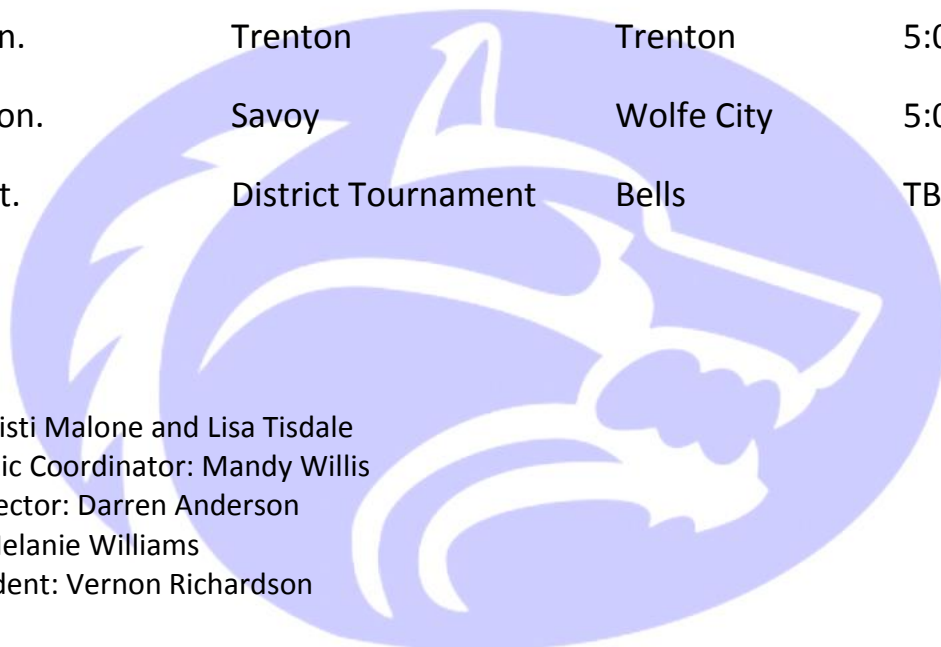 n. Trenton Trenton 5:0
on. Savoy Wolfe City 5:0
t. District Tournament Bells TB
isti Malone and Lisa Tisdale
ic Coordinator: Mandy Willis
ector: Darren Anderson
elanie Williams
dent: Vernon Richardson